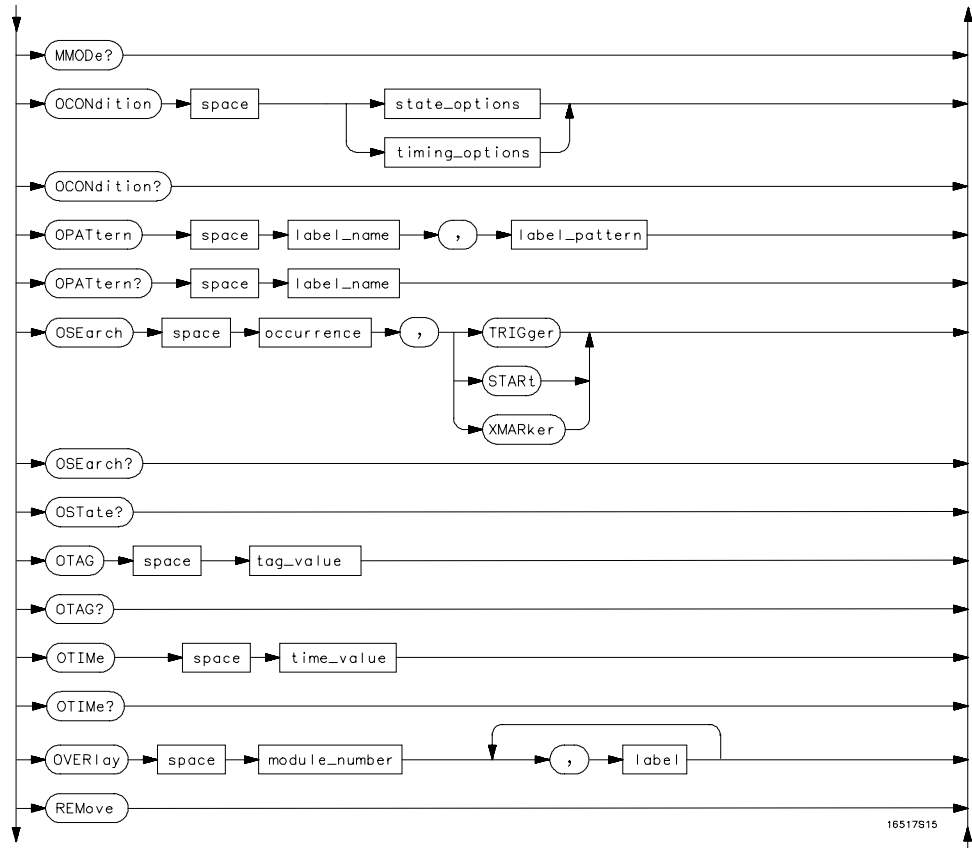 MMODe?
OCONdition space state_options
timing_options
OCONdition?
OPATtern space label_name , label_pattern
OPATtern? space label_name
OSEarch space occurrence , TRIGger
STARt
XMARker
OSEarch?
OSTate?
OTAG space tag_value
OTAG?
OTIMe space time_value
OTIMe?
OVERlay space module_number , label
REMove
16517S15